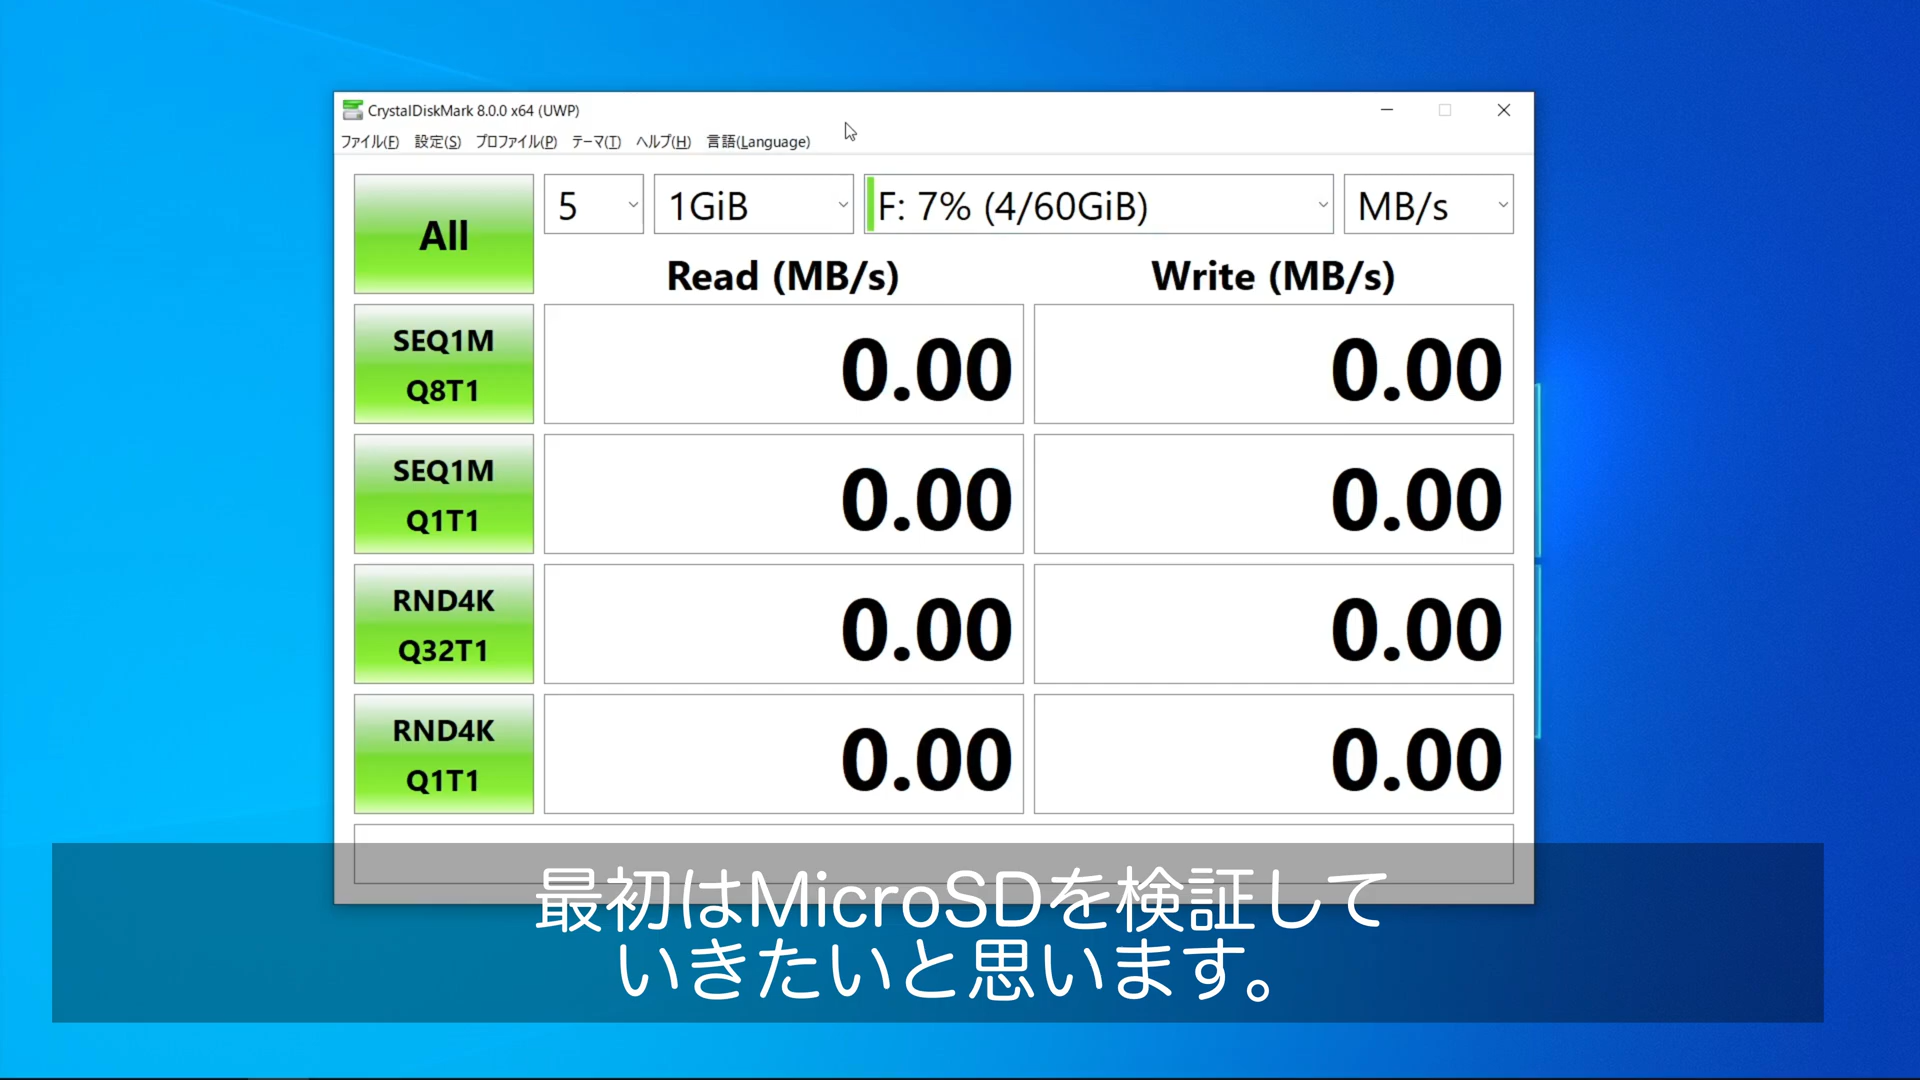 CrystalDiskMark 8.0.0 x64 (UWP)
ファイル(F) 設定(S) プロファイル(P) テーマ(T) ヘルプ(H) 言語(Language)
All 5 1GiB F: 7% (4/60GiB) MB/s
Read (MB/s) Write (MB/s)
SEQ1M
Q8T1 0.00 0.00
SEQ1M
Q1T1 0.00 0.00
RND4K
Q32T1 0.00 0.00
RND4K
Q1T1 0.00 0.00
最初はMicroSDを検証して
いきたいと思います。